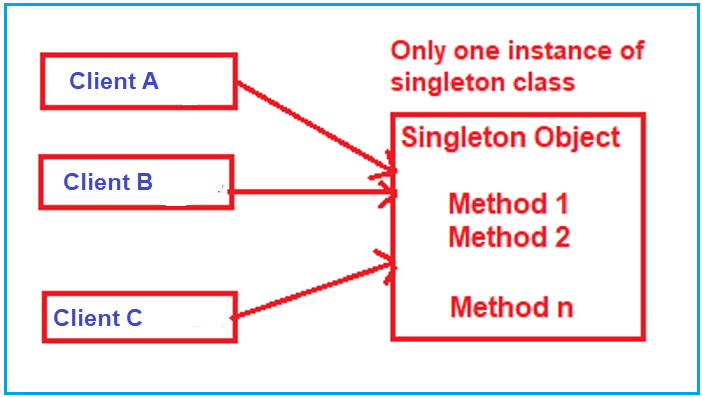 Client A
Client B
Client C
Only one instance of
singleton class
Singleton Object
Method 1
Method 2
Method n